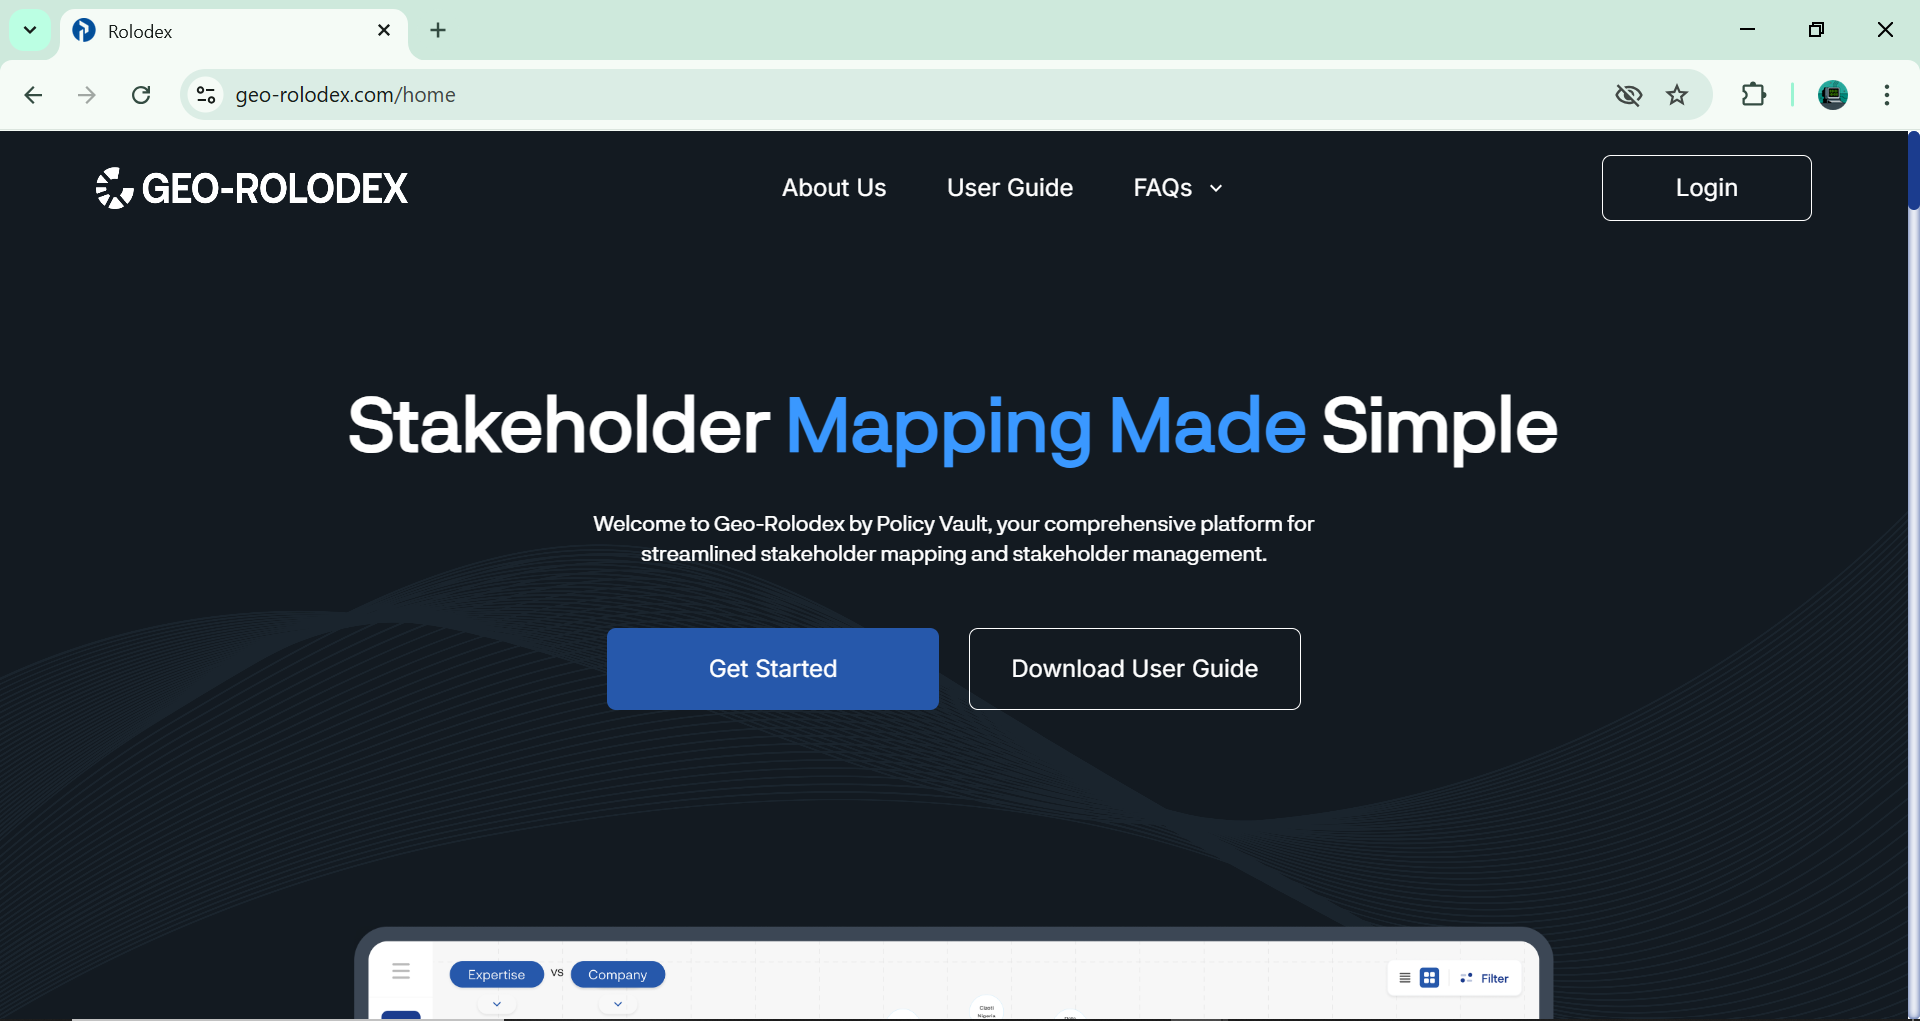 Rolodex
geo-rolodex.com/home
GEO-ROLODEX
About Us
User Guide
FAQs
Login
Stakeholder Mapping Made Simple
Welcome to Geo-Rolodex by Policy Vault, your comprehensive platform for
streamlined stakeholder mapping and stakeholder management.
Get Started
Download User Guide
Expertise vs Company
Filter
Nigeria